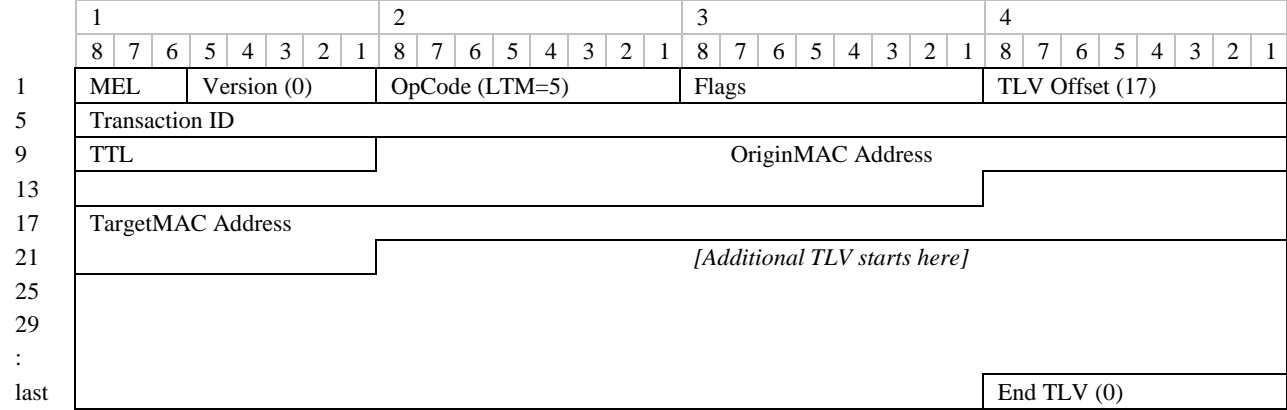 1 2 3 4
8 7 6 5 4 3 2 1 8 7 6 5 4 3 2 1 8 7 6 5 4 3 2 1 8 7 6 5 4 3 2 1
1 MEL Version (0) OpCode (LTM=5) Flags TLV Offset (17)
5 Transaction ID
9 TTL OriginMAC Address
13
17 TargetMAC Address
21 [Additional TLV starts here]
25
29
:
last End TLV (0)